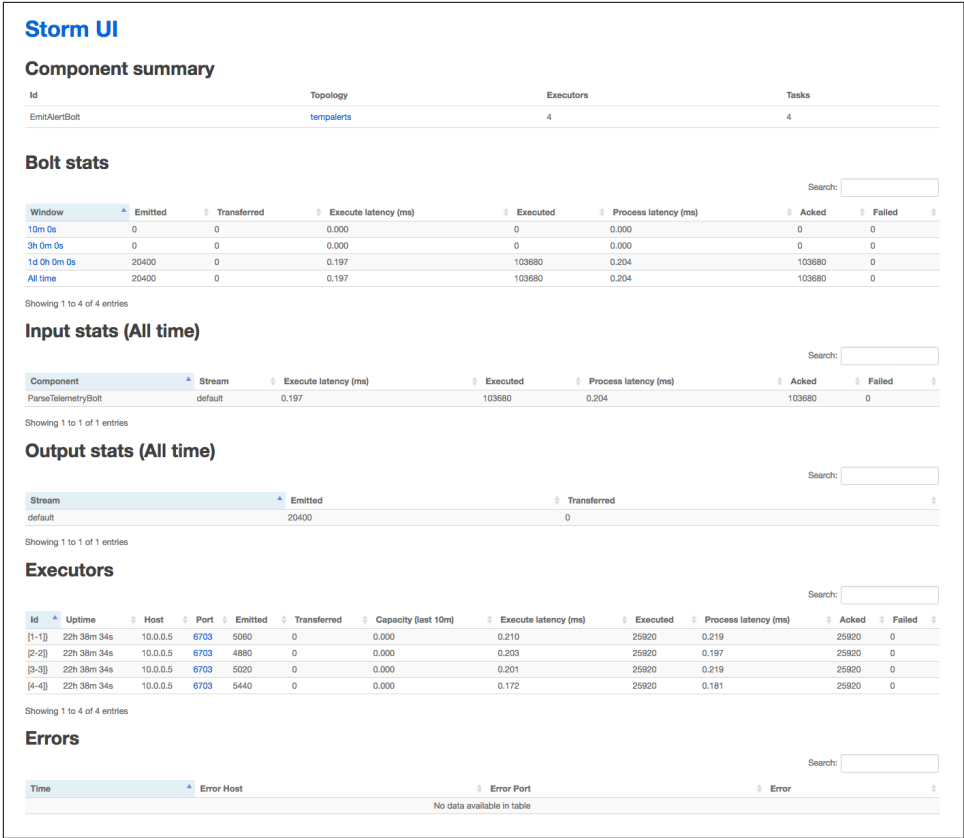 Storm UI
Component summary
Id Topology Executors Tasks
EmitAlertBolt tempalerts 4 4
Bolt stats
Search:
Window Emitted Transferred Execute latency (ms) Executed Process latency (ms) Acked Failed
10m 0s 0 0 0.000 0 0.000 0 0
3h 0m 0s 0 0 0.000 0 0.000 0 0
1d 0h 0m 0s 20400 0 0.197 103680 0.204 103680 0
All time 20400 0 0.197 103680 0.204 103680 0
Showing 1 to 4 of 4 entries
Input stats (All time)
Search:
Component Stream Execute latency (ms) Executed Process latency (ms) Acked Failed
ParseTelemetryBolt default 0.197 103680 0.204 103680 0
Showing 1 to 1 of 1 entries
Output stats (All time)
Search:
Stream Emitted Transferred
default 20400 0
Showing 1 to 1 of 1 entries
Executors
Search:
Id Uptime Host Port Emitted Transferred Capacity (last 10m) Execute latency (ms) Executed Process latency (ms) Acked Failed
[1-1]} 22h 38m 34s 10.0.0.5 6703 5060 0 0.000 0.210 25920 0.219 25920 0
[2-2]} 22h 38m 34s 10.0.0.5 6703 4880 0 0.000 0.203 25920 0.197 25920 0
[3-3]} 22h 38m 34s 10.0.0.5 6703 5020 0 0.000 0.201 25920 0.219 25920 0
[4-4]} 22h 38m 34s 10.0.0.5 6703 5440 0 0.000 0.172 25920 0.181 25920 0
Showing 1 to 4 of 4 entries
Errors
Search:
Time Error Host Error Port Error
No data available in table